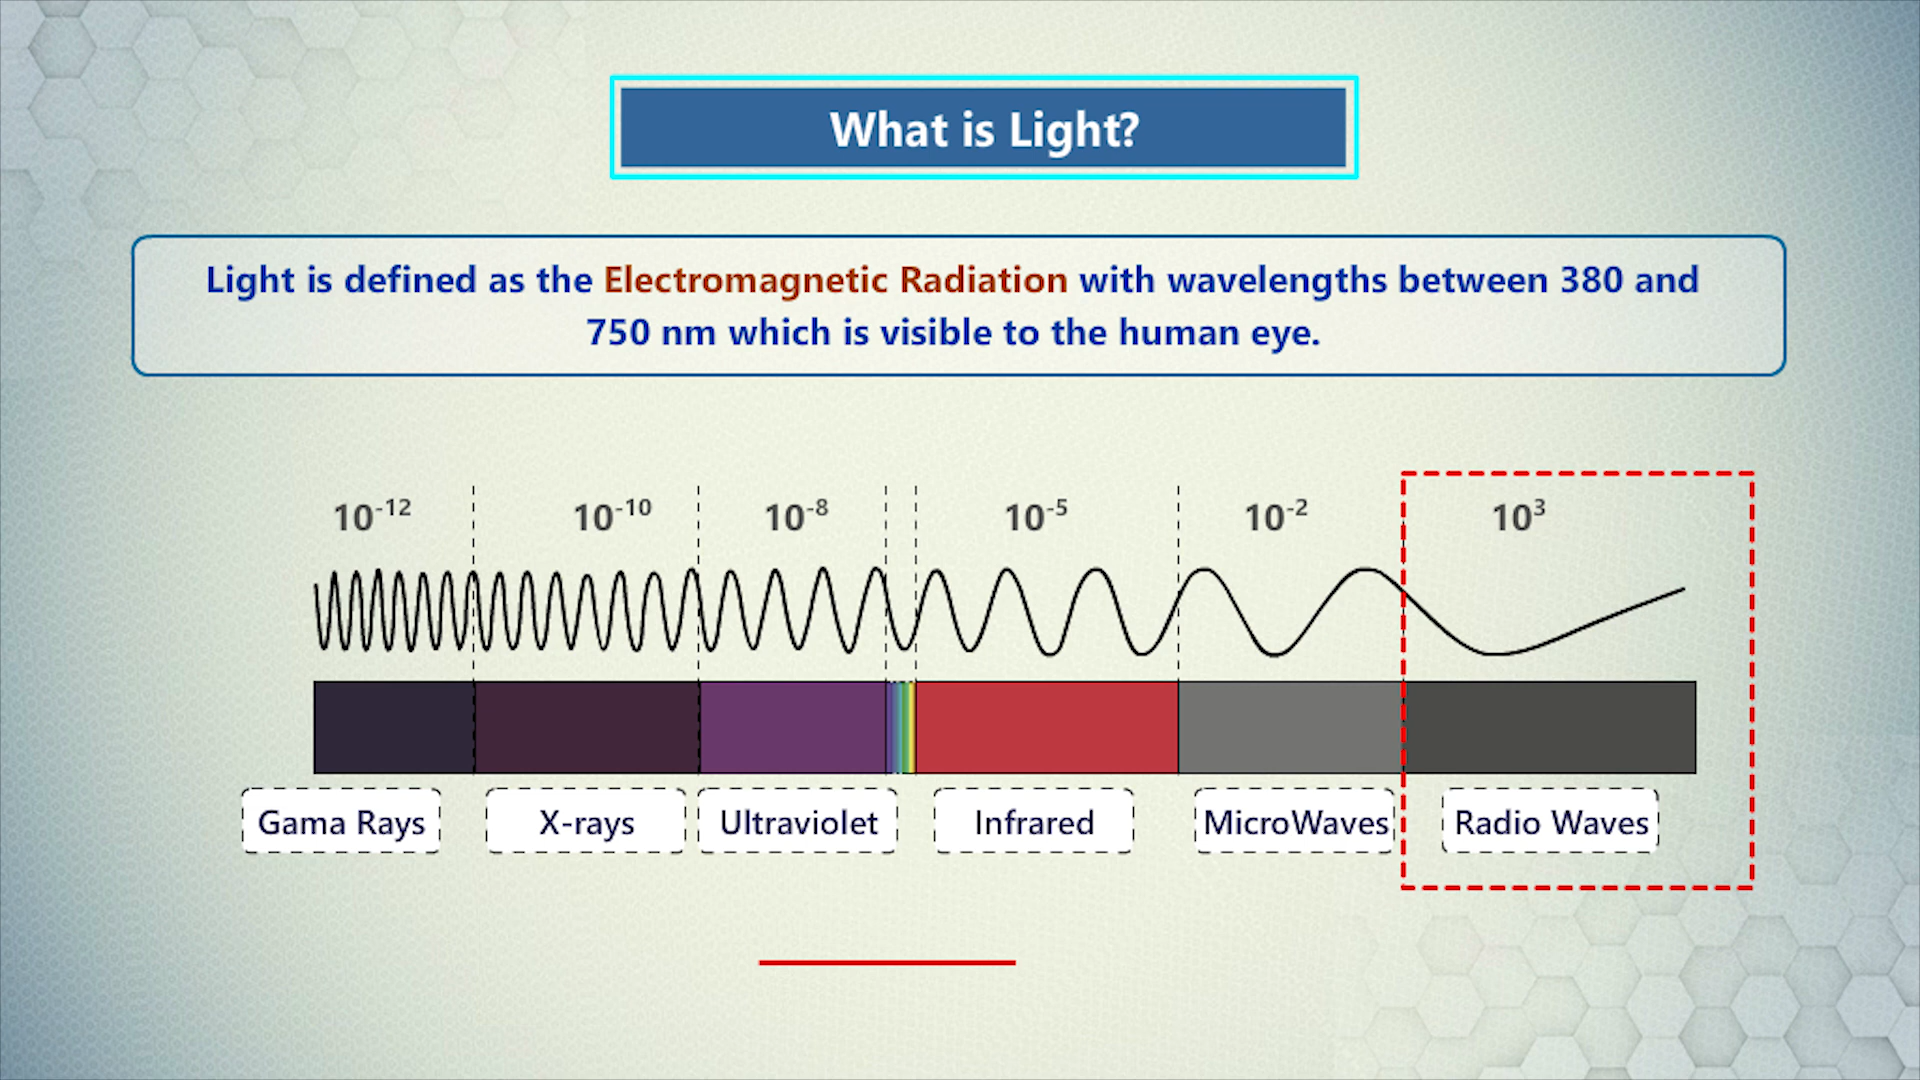 What is Light?
Light is defined as the Electromagnetic Radiation with wavelengths between 380 and
750 nm which is visible to the human eye.
10⁻¹² 10⁻¹⁰ 10⁻⁸ 10⁻⁵ 10⁻² 10³
Gama Rays X-rays Ultraviolet Infrared MicroWaves Radio Waves